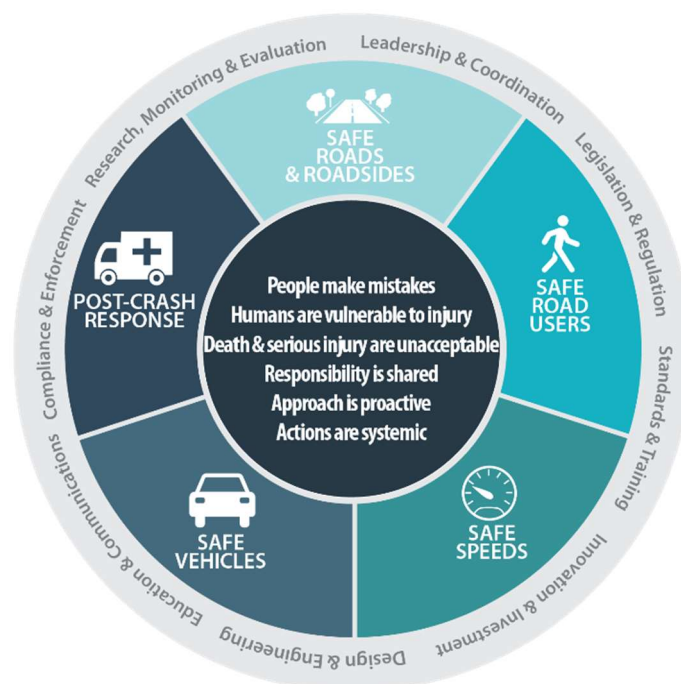 Leadership & Coordination
Legislation & Regulation
Standards & Training
Innovation & Investment
Design & Engineering
Education & Communications
Compliance & Enforcement
Research, Monitoring & Evaluation
SAFE
ROADS
& ROADSIDES
SAFE
ROAD
USERS
SAFE
SPEEDS
SAFE
VEHICLES
POST-CRASH
RESPONSE
People make mistakes
Humans are vulnerable to injury
Death & serious injury are unacceptable
Responsibility is shared
Approach is proactive
Actions are systemic